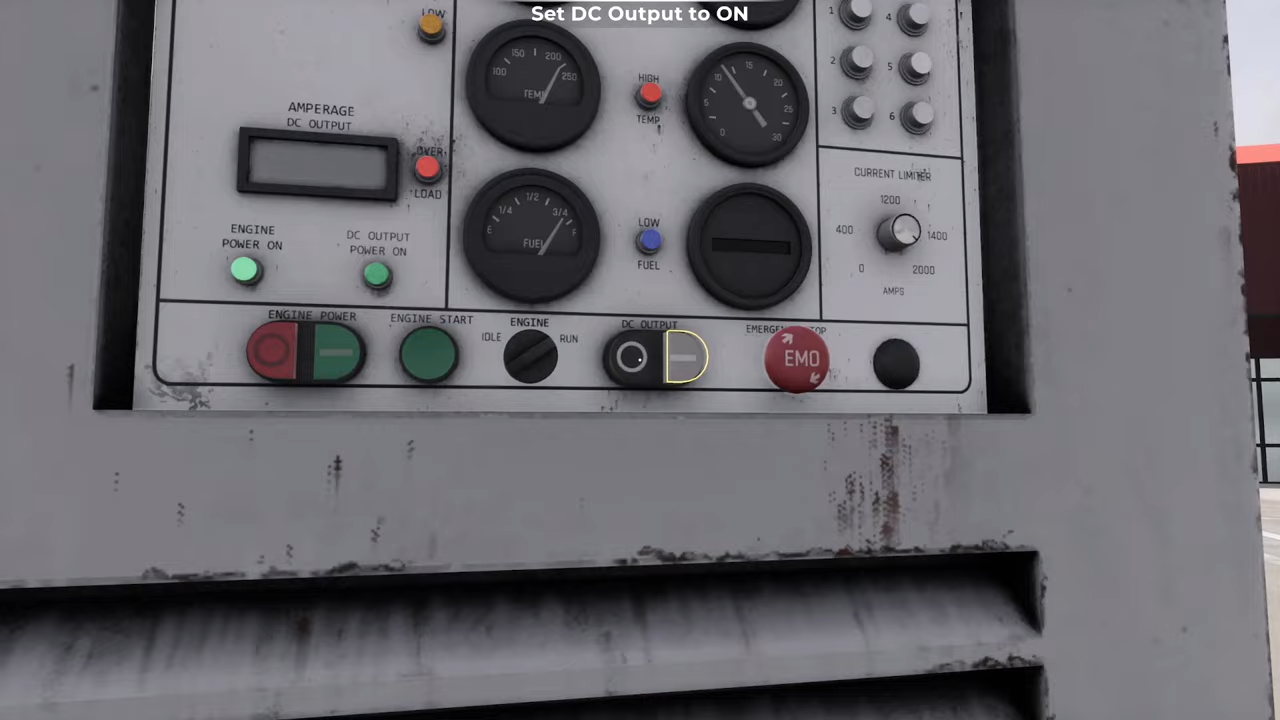 Set DC Output to ON
LOW
AMPERAGE
DC OUTPUT
OVER
LOAD
ENGINE
POWER ON
DC OUTPUT
POWER ON
100
150
200
250
TEMP
HIGH
TEMP
0
5
10
15
20
25
30
E
1/4
1/2
3/4
F
FUEL
LOW
FUEL
1
4
2
5
3
6
CURRENT LIMITER
0
400
1200
1400
2000
AMPS
ENGINE POWER
ENGINE START
ENGINE
IDLE
RUN
DC OUTPUT
EMERGENCY STOP
EMO